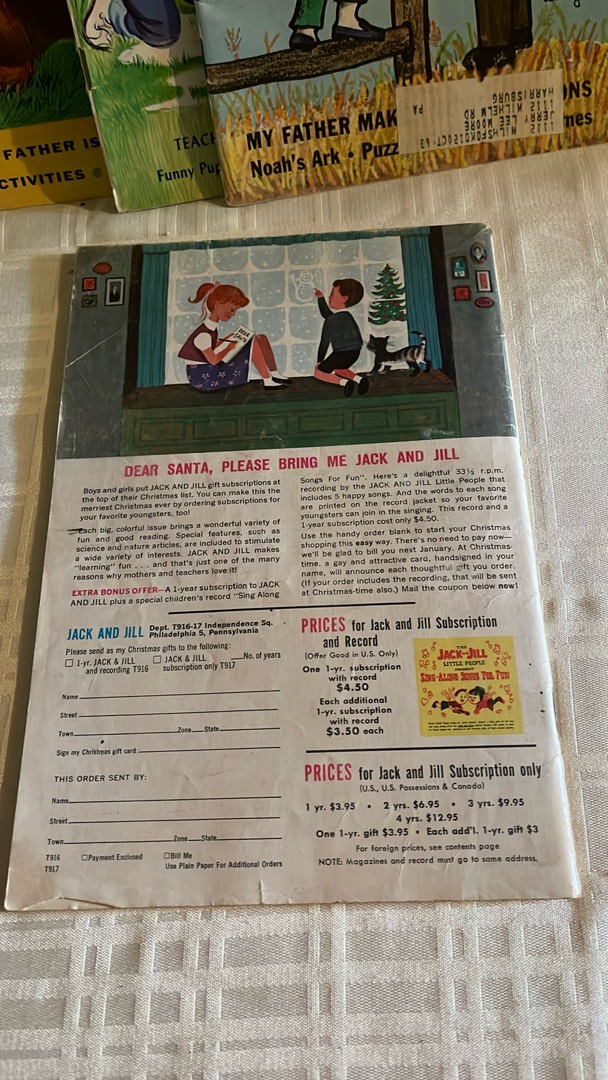 FATHER IS
CTIVITIES
TEACH
Funny Pup
MY FATHER MAK
Noah's Ark • Puzz
ONS
mes
MILMSFOKD120OCT 63
JERRY LEE MOORE
1112 WILHELM RD
HARRISBURG PA
DEAR SANTA
DEAR SANTA, PLEASE BRING ME JACK AND JILL
Boys and girls put JACK AND JILL gift subscriptions at
the top of their Christmas list. You can make this the
merriest Christmas ever by ordering subscriptions for
your favorite youngsters, too!
Each big, colorful issue brings a wonderful variety of
fun and good reading. Special features, such as
science and nature articles, are included to stimulate
a wide variety of interests. JACK AND JILL makes
"learning" fun . . . and that's just one of the many
reasons why mothers and teachers love it!
EXTRA BONUS OFFER—A 1-year subscription to JACK
AND JILL plus a special children's record "Sing Along
Songs For Fun". Here's a delightful 33⅓ r.p.m.
recording by the JACK AND JILL Little People that
includes 5 happy songs. And the words to each song
are printed on the record jacket so your favorite
youngsters can join in the singing. This record and a
1-year subscription cost only $4.50.
Use the handy order blank to start your Christmas
shopping this easy way. There's no need to pay now—
we'll be glad to bill you next January. At Christmas-
time, a gay and attractive card, handsigned in your
name, will announce each thoughtful gift you order.
(If your order includes the recording, that will be sent
at Christmas-time also.) Mail the coupon below now!
JACK AND JILL Dept. T916-17 Independence Sq.
Philadelphia 5, Pennsylvania
Please send as my Christmas gifts to the following:
☐ 1-yr. JACK & JILL and recording T916
☐ JACK & JILL subscription only T917
No. of years
Name
Street
Town Zone State
Sign my Christmas gift card:
THIS ORDER SENT BY:
Name
Street
Town Zone State
T916 ☐ Payment Enclosed ☐ Bill Me
T917 Use Plain Paper For Additional Orders
PRICES for Jack and Jill Subscription
and Record
(Offer Good in U.S. Only)
One 1-yr. subscription
with record
$4.50
Each additional
1-yr. subscription
with record
$3.50 each
THE
JACK AND JILL
LITTLE PEOPLE
SING-ALONG SONGS FOR FUN
PRICES for Jack and Jill Subscription only
(U.S., U.S. Possessions & Canada)
1 yr. $3.95 • 2 yrs. $6.95 • 3 yrs. $9.95
4 yrs. $12.95
One 1-yr. gift $3.95 • Each add'l. 1-yr. gift $3
For foreign prices, see contents page
NOTE: Magazines and record must go to same address.